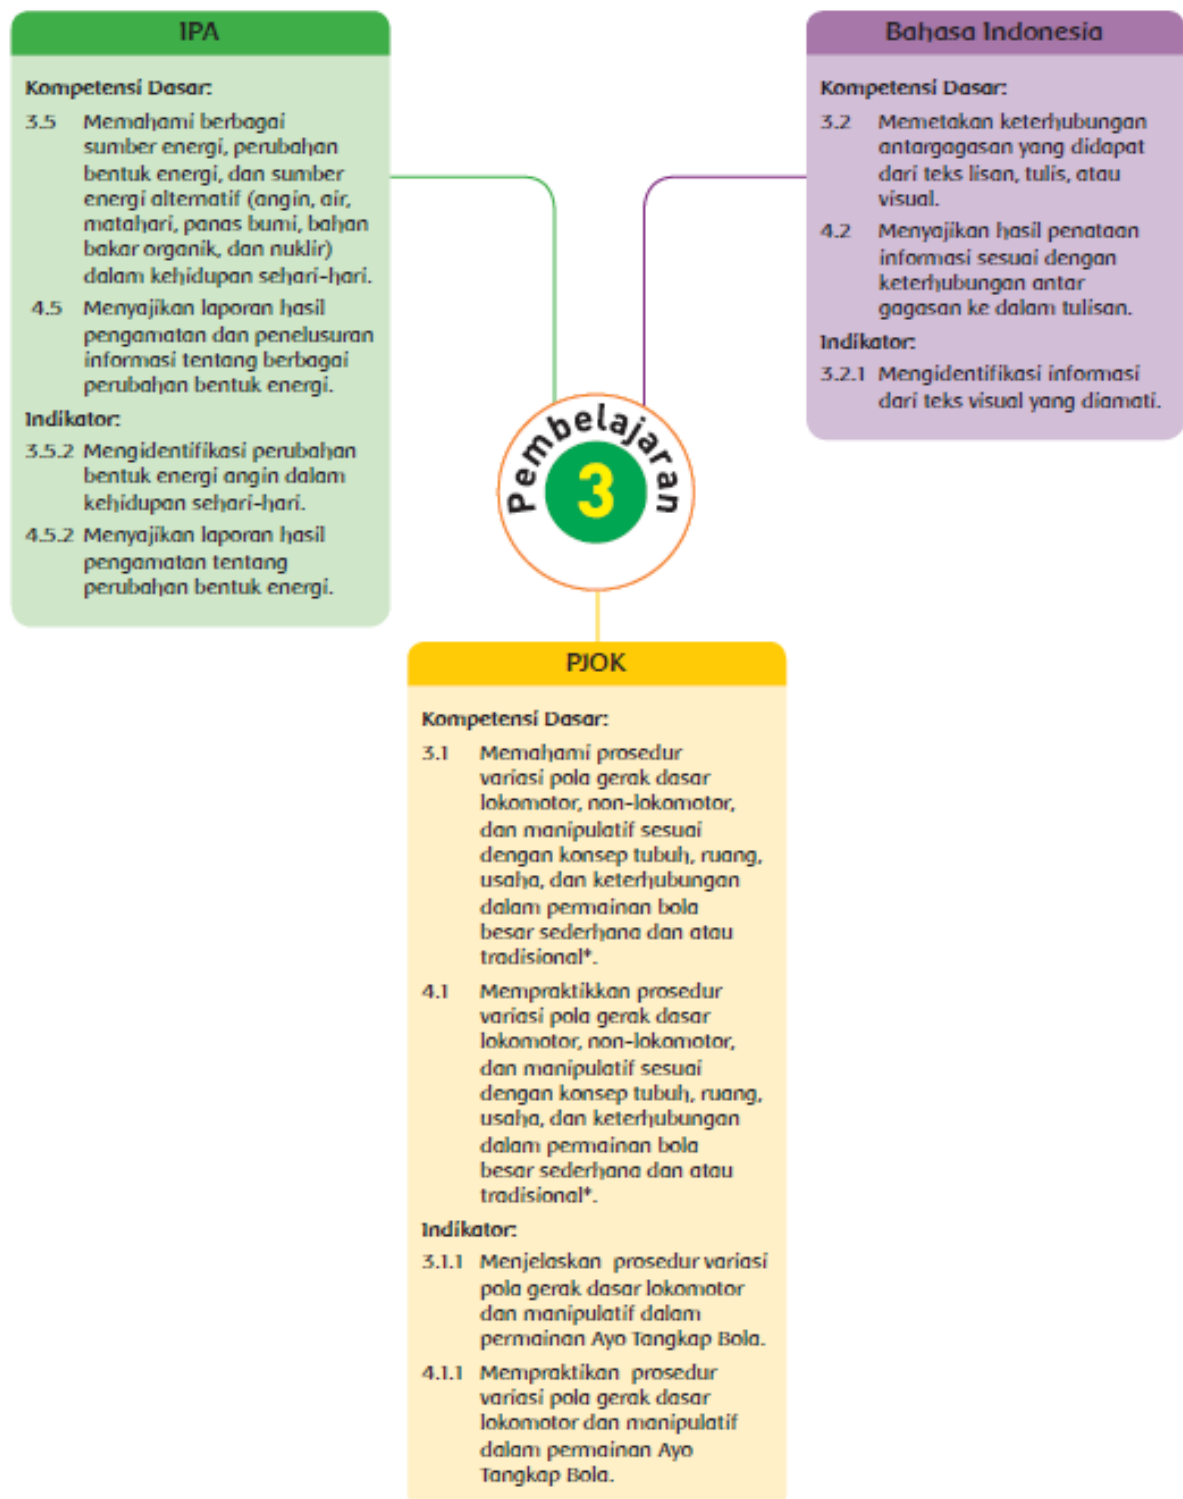 IPA
Kompetensi Dasar:
3.5 Memahami berbagai
sumber energi, perubahan
bentuk energi, dan sumber
energi alternatif (angin, air,
matahari, panas bumi, bahan
bakar organik, dan nuklir)
dalam kehidupan sehari-hari.
4.5 Menyajikan laporan hasil
pengamatan dan penelusuran
informasi tentang berbagai
perubahan bentuk energi.
Indikator:
3.5.2 Mengidentifikasi perubahan
bentuk energi angin dalam
kehidupan sehari-hari.
4.5.2 Menyajikan laporan hasil
pengamatan tentang
perubahan bentuk energi.
Bahasa Indonesia
Kompetensi Dasar:
3.2 Memetakan keterhubungan
antargagasan yang didapat
dari teks lisan, tulis, atau
visual.
4.2 Menyajikan hasil penataan
informasi sesuai dengan
keterhubungan antar
gagasan ke dalam tulisan.
Indikator:
3.2.1 Mengidentifikasi informasi
dari teks visual yang diamati.
Pembelajaran
3
PJOK
Kompetensi Dasar:
3.1 Memahami prosedur
variasi pola gerak dasar
lokomotor, non-lokomotor,
dan manipulatif sesuai
dengan konsep tubuh, ruang,
usaha, dan keterhubungan
dalam permainan bola
besar sederhana dan atau
tradisional*.
4.1 Mempraktikkan prosedur
variasi pola gerak dasar
lokomotor, non-lokomotor,
dan manipulatif sesuai
dengan konsep tubuh, ruang,
usaha, dan keterhubungan
dalam permainan bola
besar sederhana dan atau
tradisional*.
Indikator:
3.1.1 Menjelaskan prosedur variasi
pola gerak dasar lokomotor
dan manipulatif dalam
permainan Ayo Tangkap Bola.
4.1.1 Mempraktikan prosedur
variasi pola gerak dasar
lokomotor dan manipulatif
dalam permainan Ayo
Tangkap Bola.